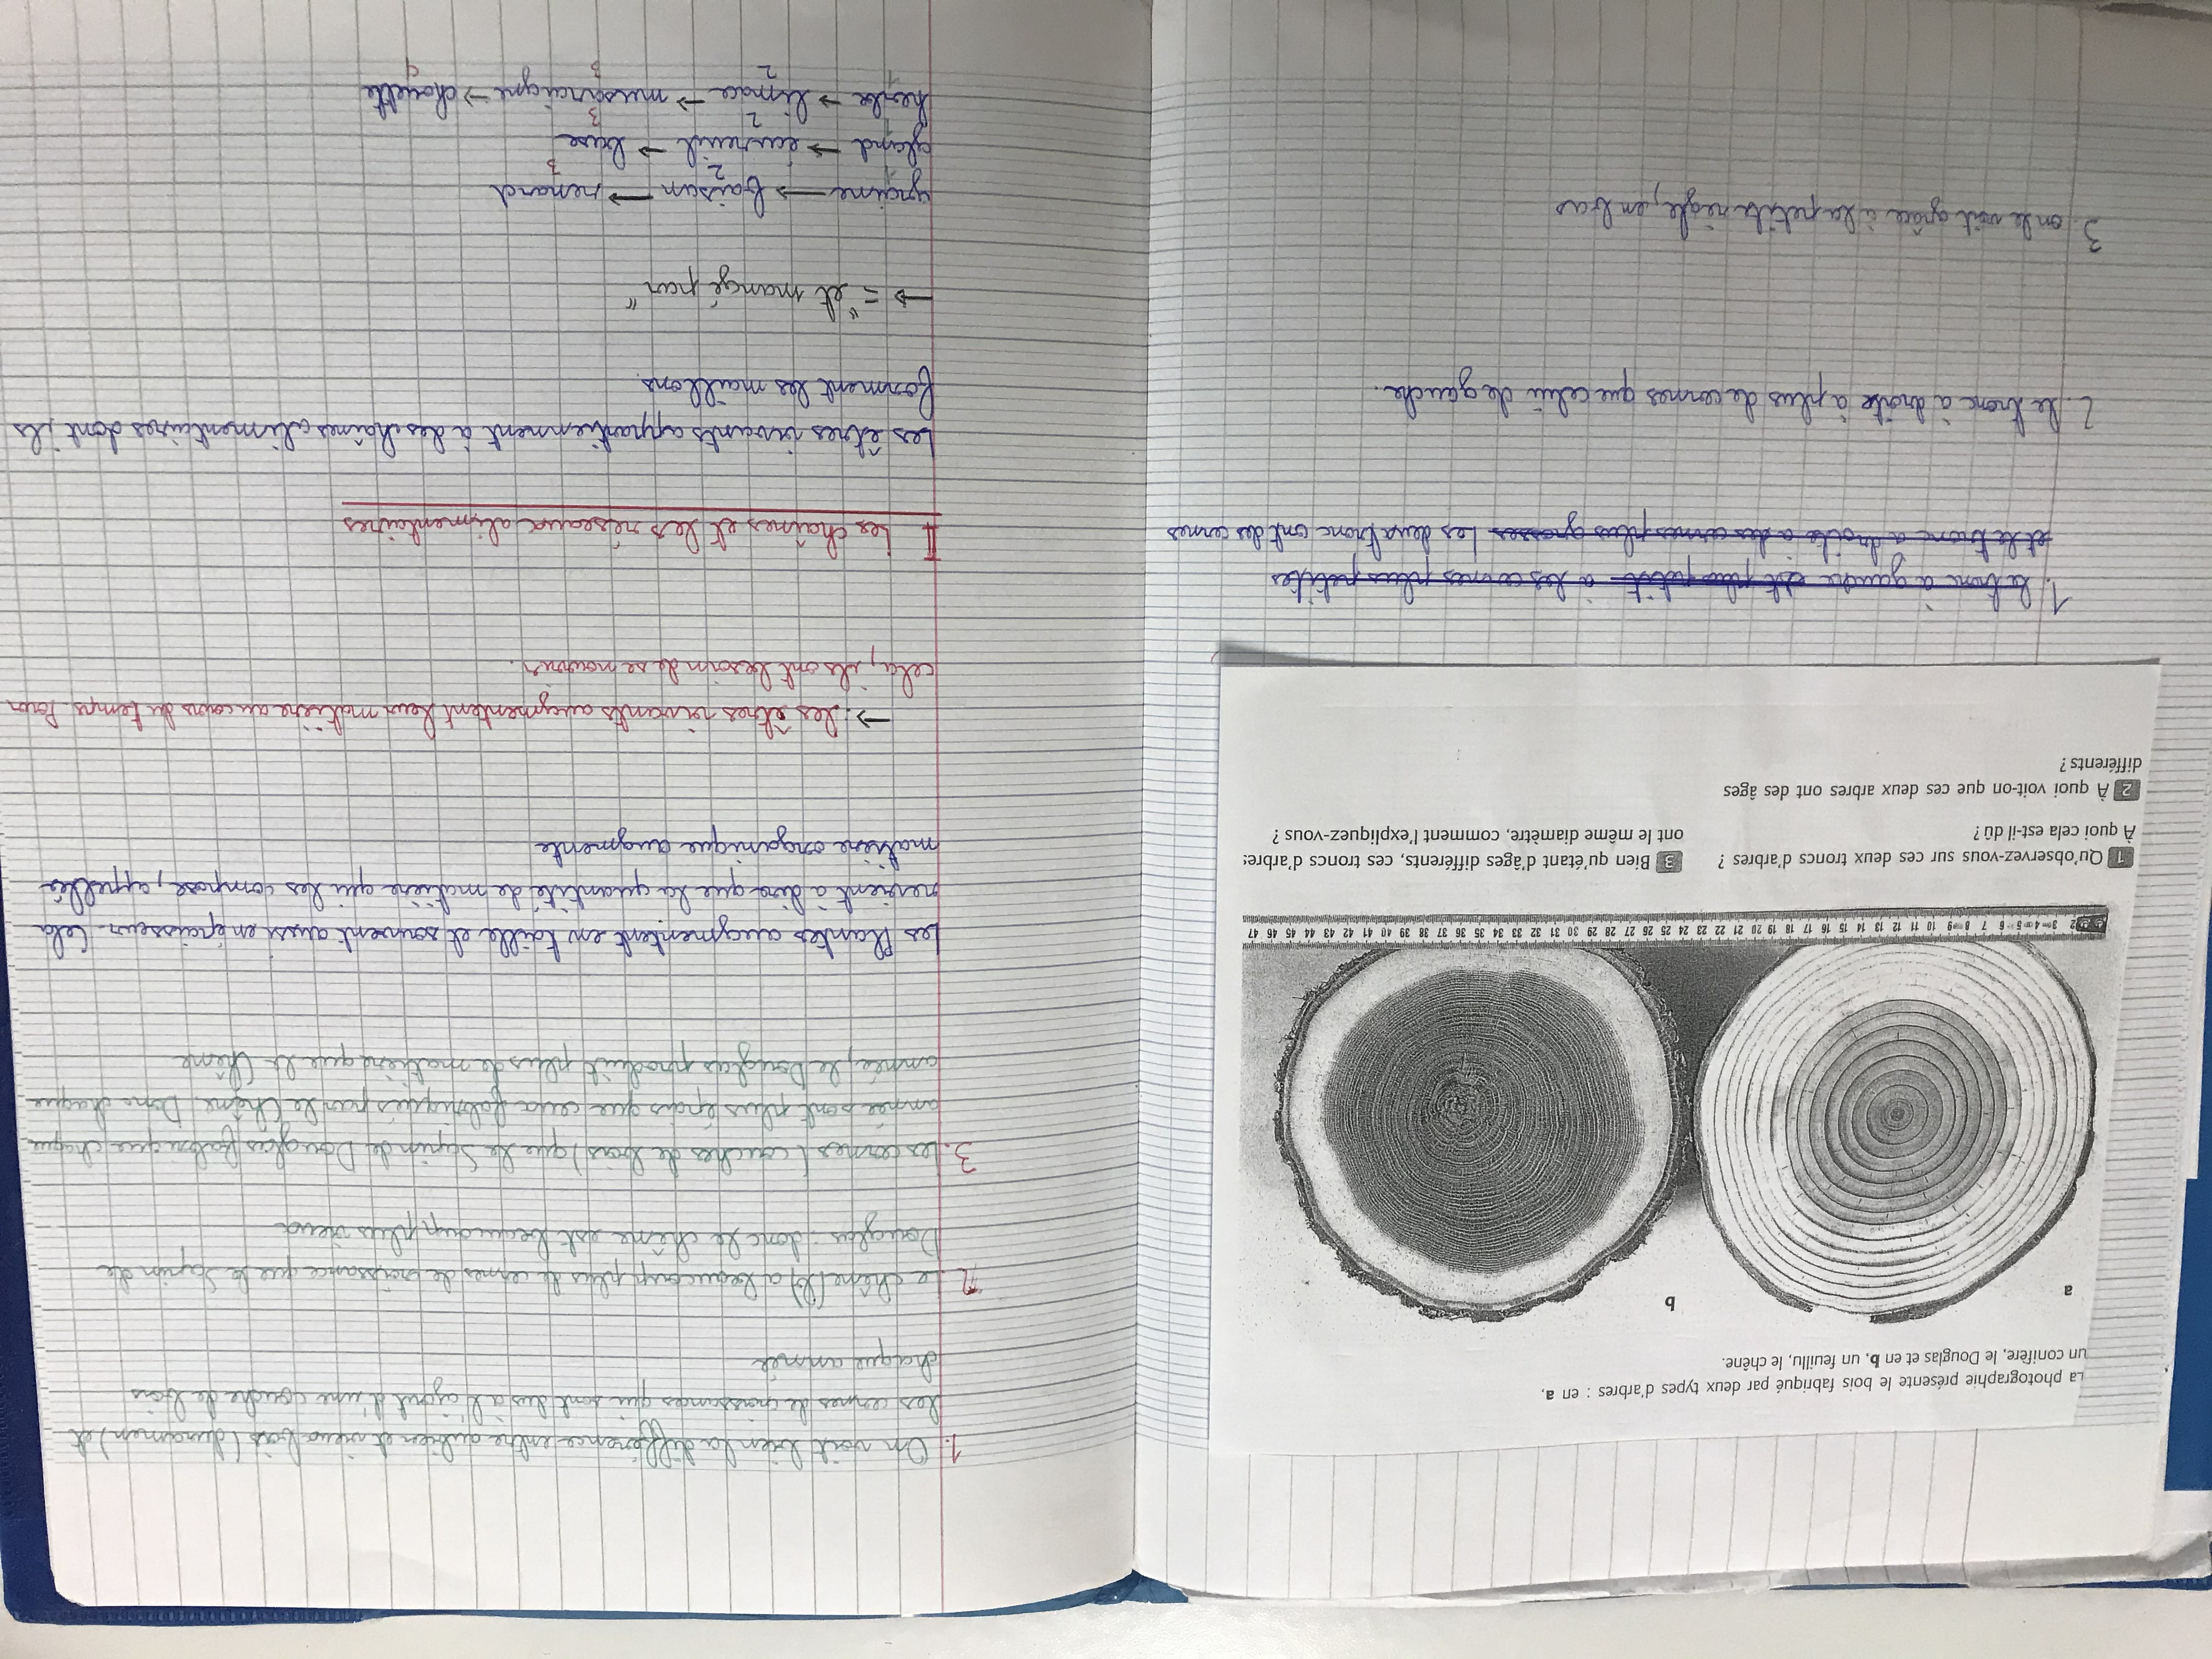 La photographie présente le bois fabriqué par deux types d'arbres : en a,
un conifère, le Douglas et en b, un feuillu, le chêne.
a
b
2 3 4 5 6 7 8 9 10 11 12 13 14 15 16 17 18 19 20 21 22 23 24 25 26 27 28 29 30 31 32 33 34 35 36 37 38 39 40 41 42 43 44 45 46 47
1 Qu'observez-vous sur ces deux troncs d'arbres ?
À quoi cela est-il dû ?
2 À quoi voit-on que ces deux arbres ont des âges
différents ?
3 Bien qu'étant d'âges différents, ces troncs d'arbres
ont le même diamètre, comment l'expliquez-vous ?
1. le tronc à gauche est plus petit à les cernes plus petites
et le tronc a droite à des cernes plus grosses Les deux tronc ont des cernes
2. le tronc à droite à plus de cernes que celui de gauche.
3. on le voit grâce à la petite règle, en bas
1. On voit bien la différence entre aubier et vieux bois (duramen) et
les cernes de croissances qui sont dus à l'ajout d'une couche de bois
chaque année
2 Le chêne (b) a beaucoup plus de cernes de croissance que le Sapin de
Douglas : donc le chêne est beaucoup plus vieux
3. Les cernes (couches de bois) que le Sapin de Douglas fabrique chaque
année sont plus épais que ceux fabriqués par le Chêne. Donc chaque
année, le Douglas produit plus de matière que le Chêne
Les Plantes augmentent en taille et souvent aussi en épaisseur. Cela
revient à dire que la quantité de matière qui les compose, appellée
matière organique augmente
→ les êtres vivants augmentent leur matière au cours du temps. Pour
cela, ils ont besoin de se nourrir.
II Les chaînes et les réseaux alimentaires
Les êtres vivants appartiennent à des chaînes alimentaires dont ils
forment les maillons.
→ = "et mangé par"
graine → faisan → renard
1 2 3
gland → écureuil → buse
2 3
herbe → limace → musaraigne → chouette
1 2 3 4